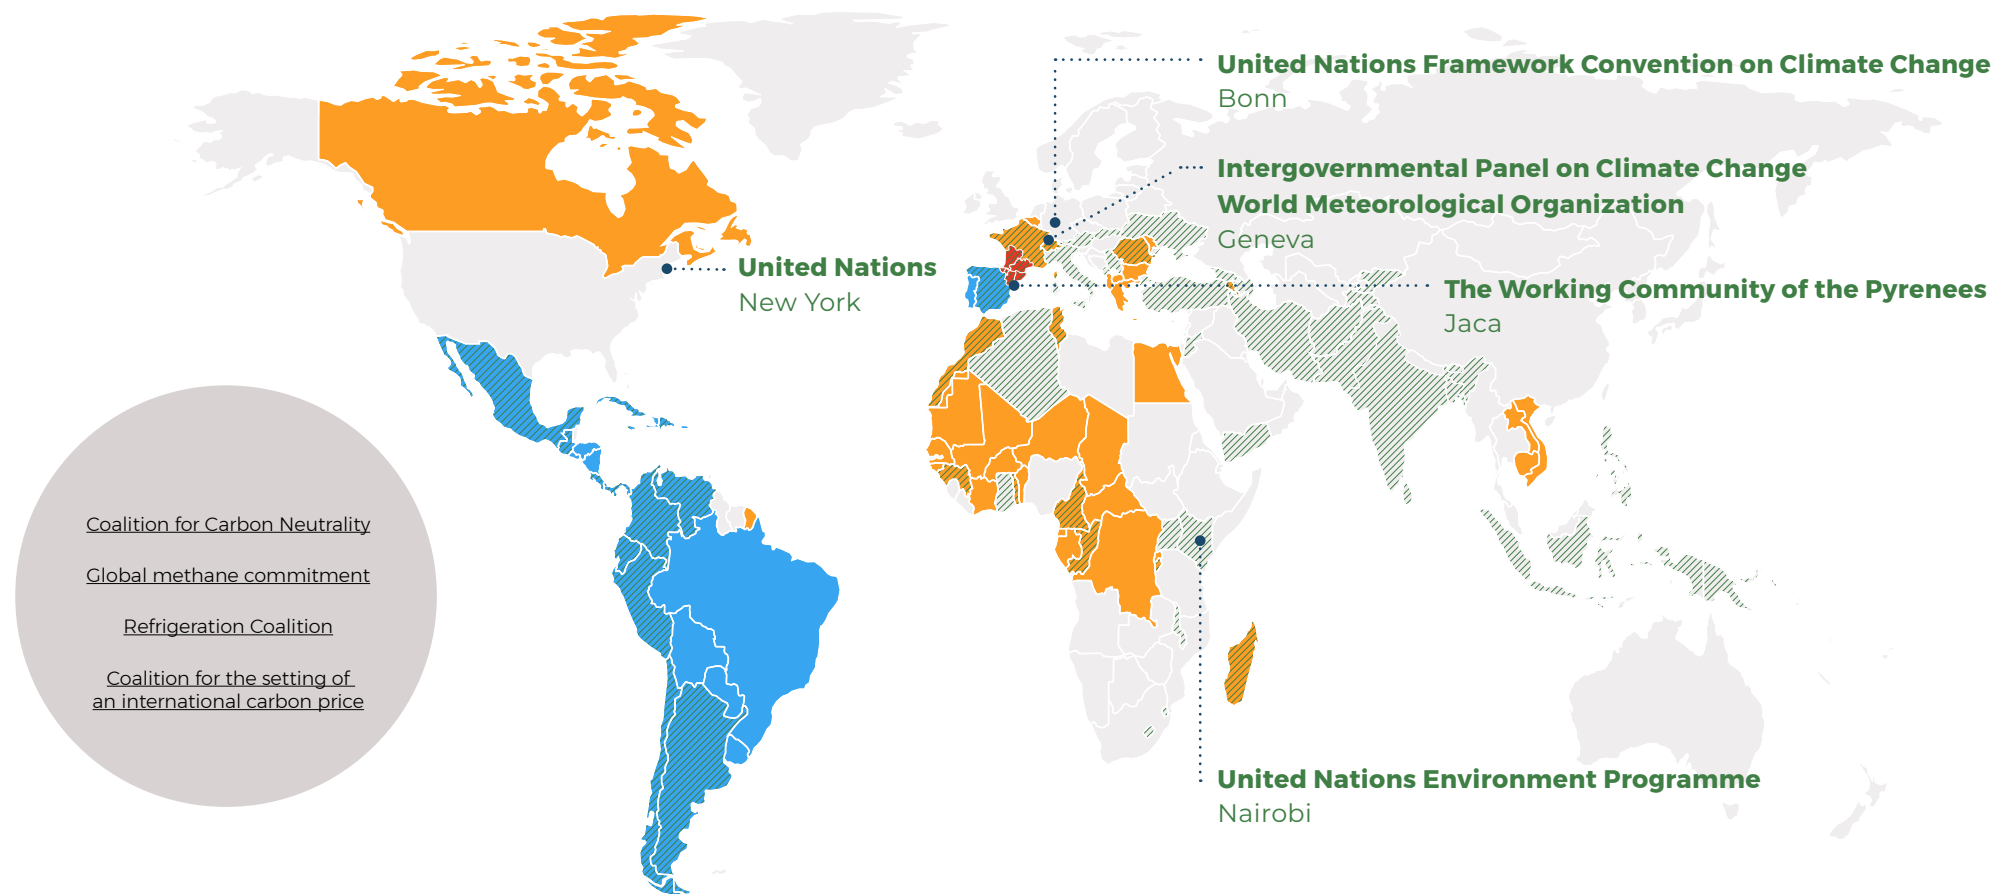 United Nations Framework Convention on Climate Change
Bonn
Intergovernmental Panel on Climate Change
World Meteorological Organization
Geneva
United Nations
New York
The Working Community of the Pyrenees
Jaca
Coalition for Carbon Neutrality
Global methane commitment
Refrigeration Coalition
Coalition for the setting of
an international carbon price
United Nations Environment Programme
Nairobi